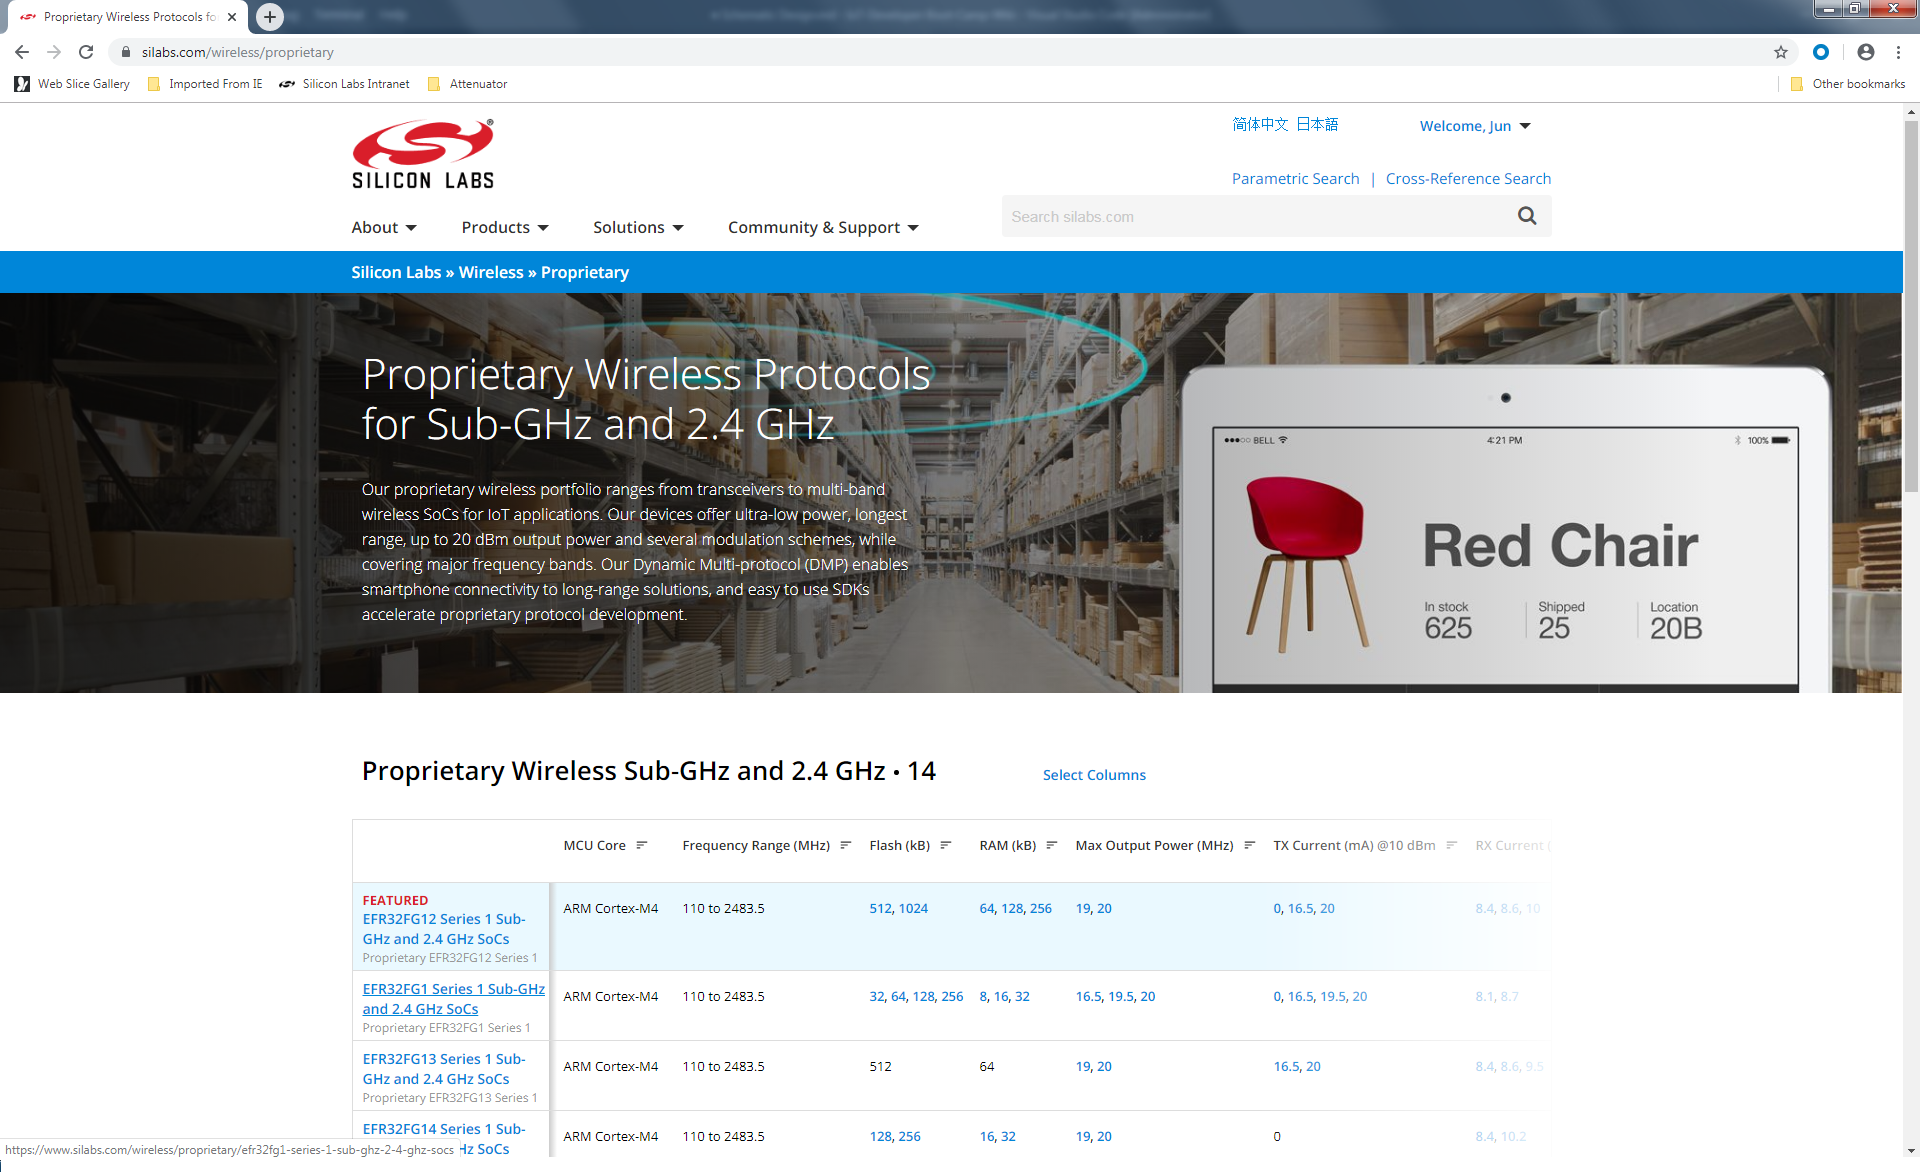 Proprietary Wireless Protocols fo
silabs.com/wireless/proprietary
Web Slice Gallery Imported From IE Silicon Labs Intranet Attenuator Other bookmarks
简体中文 日本語 Welcome, Jun
SILICON LABS
Parametric Search | Cross-Reference Search
Search silabs.com
About Products Solutions Community & Support
Silicon Labs » Wireless » Proprietary
Proprietary Wireless Protocols
for Sub-GHz and 2.4 GHz
Our proprietary wireless portfolio ranges from transceivers to multi-band
wireless SoCs for IoT applications. Our devices offer ultra-low power, longest
range, up to 20 dBm output power and several modulation schemes, while
covering major frequency bands. Our Dynamic Multi-protocol (DMP) enables
smartphone connectivity to long-range solutions, and easy to use SDKs
accelerate proprietary protocol development.
BELL 4:21 PM 100%
Red Chair
In stock Shipped Location
625 25 20B
Proprietary Wireless Sub-GHz and 2.4 GHz • 14 Select Columns
MCU Core Frequency Range (MHz) Flash (kB) RAM (kB) Max Output Power (MHz) TX Current (mA) @10 dBm RX Current (
FEATURED
EFR32FG12 Series 1 Sub-
GHz and 2.4 GHz SoCs
Proprietary EFR32FG12 Series 1
ARM Cortex-M4 110 to 2483.5 512, 1024 64, 128, 256 19, 20 0, 16.5, 20 8.4, 8.6, 10
EFR32FG1 Series 1 Sub-GHz
and 2.4 GHz SoCs
Proprietary EFR32FG1 Series 1
ARM Cortex-M4 110 to 2483.5 32, 64, 128, 256 8, 16, 32 16.5, 19.5, 20 0, 16.5, 19.5, 20 8.1, 8.7
EFR32FG13 Series 1 Sub-
GHz and 2.4 GHz SoCs
Proprietary EFR32FG13 Series 1
ARM Cortex-M4 110 to 2483.5 512 64 19, 20 16.5, 20 8.4, 8.6, 9.5
EFR32FG14 Series 1 Sub-
Hz SoCs
ARM Cortex-M4 110 to 2483.5 128, 256 16, 32 19, 20 0 8.4, 10.2
https://www.silabs.com/wireless/proprietary/efr32fg1-series-1-sub-ghz-2-4-ghz-socs